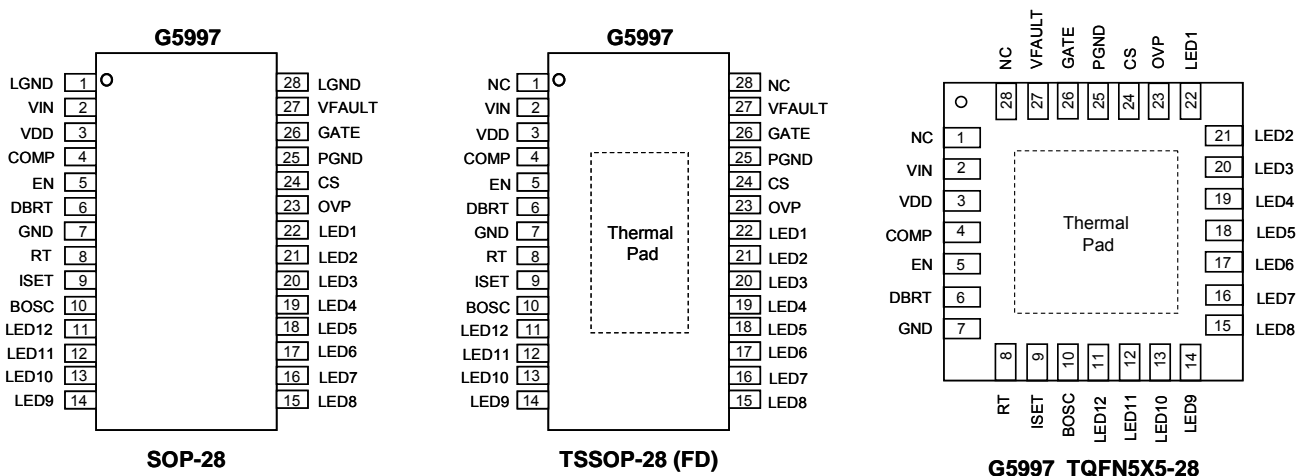 G5997
LGND 1
VIN 2
VDD 3
COMP 4
EN 5
DBRT 6
GND 7
RT 8
ISET 9
BOSC 10
LED12 11
LED11 12
LED10 13
LED9 14
28 LGND
27 VFAULT
26 GATE
25 PGND
24 CS
23 OVP
22 LED1
21 LED2
20 LED3
19 LED4
18 LED5
17 LED6
16 LED7
15 LED8
SOP-28
G5997
NC 1
VIN 2
VDD 3
COMP 4
EN 5
DBRT 6
GND 7
RT 8
ISET 9
BOSC 10
LED12 11
LED11 12
LED10 13
LED9 14
Thermal
Pad
28 NC
27 VFAULT
26 GATE
25 PGND
24 CS
23 OVP
22 LED1
21 LED2
20 LED3
19 LED4
18 LED5
17 LED6
16 LED7
15 LED8
TSSOP-28 (FD)
NC 28
VFAULT 27
GATE 26
PGND 25
CS 24
OVP 23
LED1 22
NC 1
VIN 2
VDD 3
COMP 4
EN 5
DBRT 6
GND 7
Thermal
Pad
21 LED2
20 LED3
19 LED4
18 LED5
17 LED6
16 LED7
15 LED8
RT 8
ISET 9
BOSC 10
LED12 11
LED11 12
LED10 13
LED9 14
G5997 TQFN5X5-28